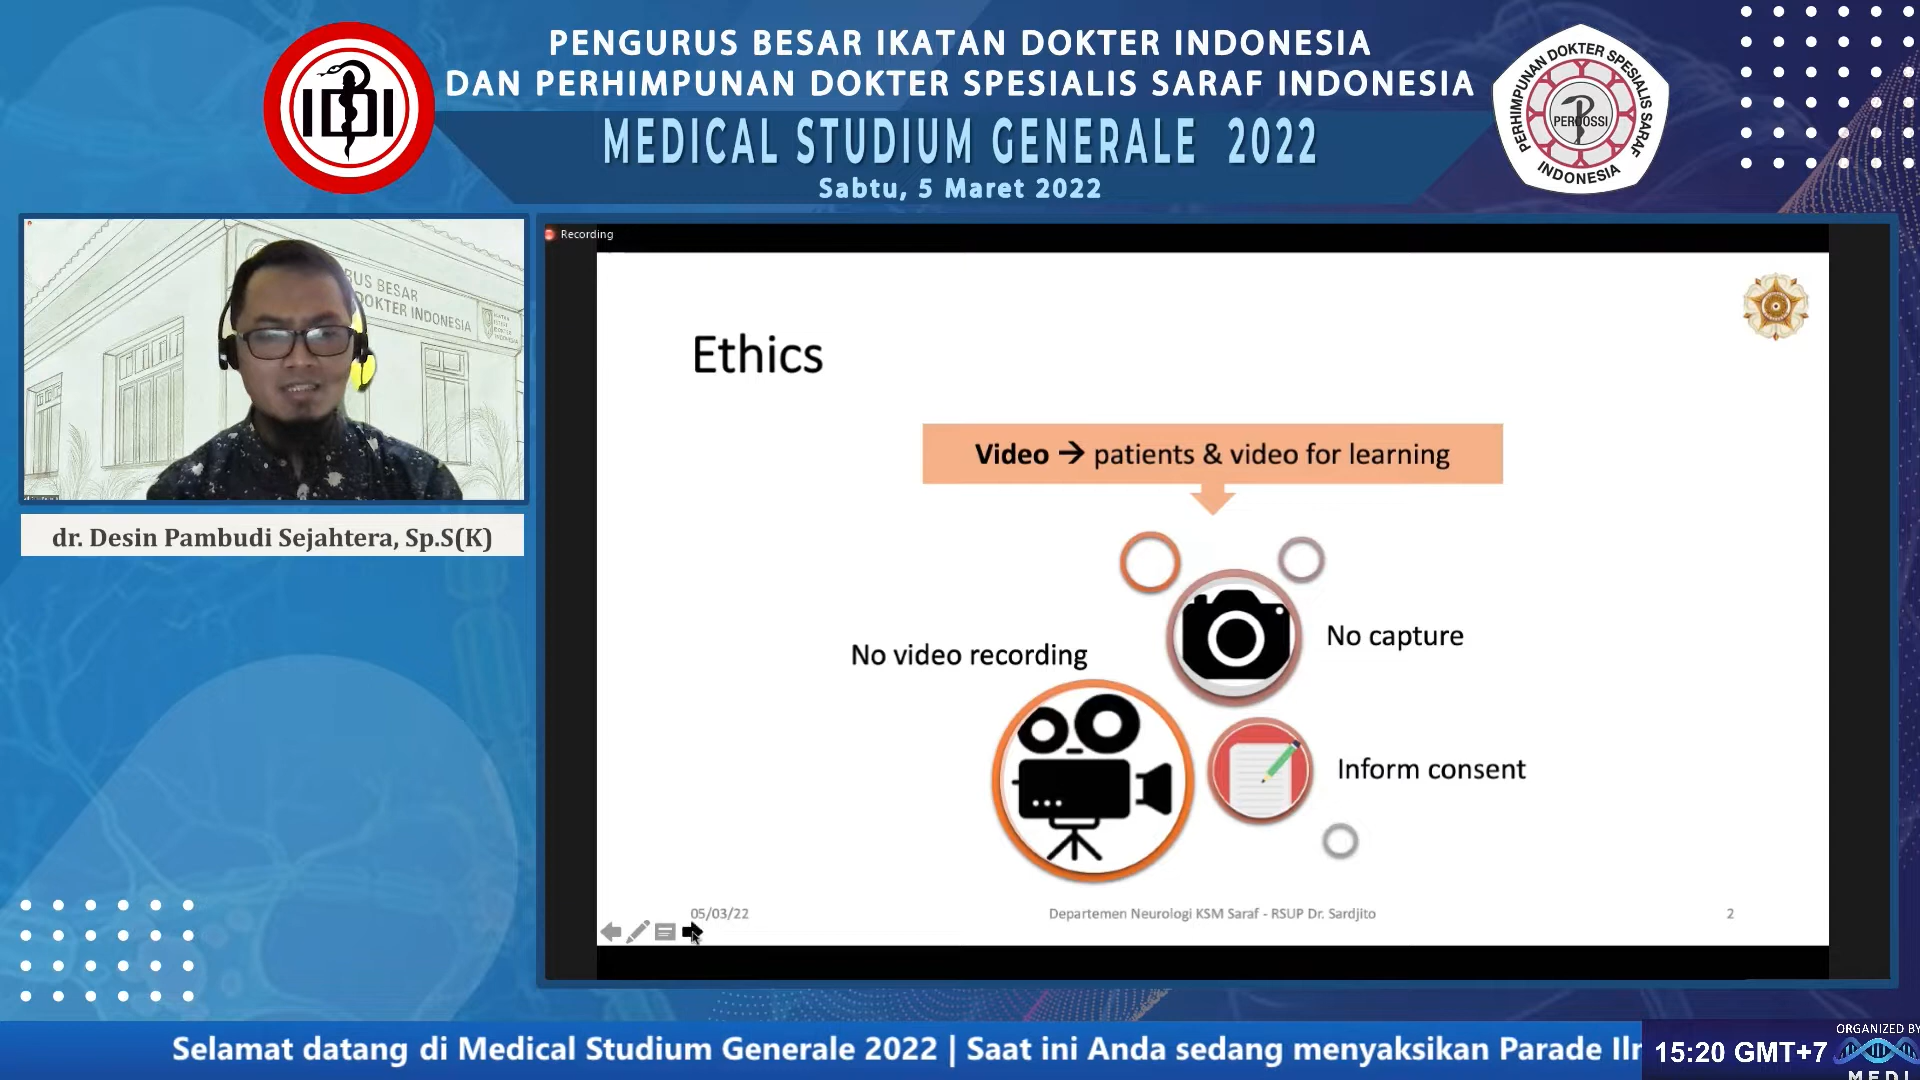 PENGURUS BESAR IKATAN DOKTER INDONESIA
DAN PERHIMPUNAN DOKTER SPESIALIS SARAF INDONESIA
MEDICAL STUDIUM GENERALE 2022
Sabtu, 5 Maret 2022
IDI
PERHIMPUNAN DOKTER SPESIALIS SARAF
INDONESIA
PERDOSSI
Recording
RUS BESAR
DOKTER INDONESIA
dr. Desin Pambudi Sejahtera, Sp.S(K)
Ethics
Video → patients & video for learning
No capture
No video recording
Inform consent
05/03/22
Departemen Neurologi KSM Saraf - RSUP Dr. Sardjito
2
Selamat datang di Medical Studium Generale 2022 | Saat ini Anda sedang menyaksikan Parade Ilm
15:20 GMT+7
ORGANIZED BY
MEDI